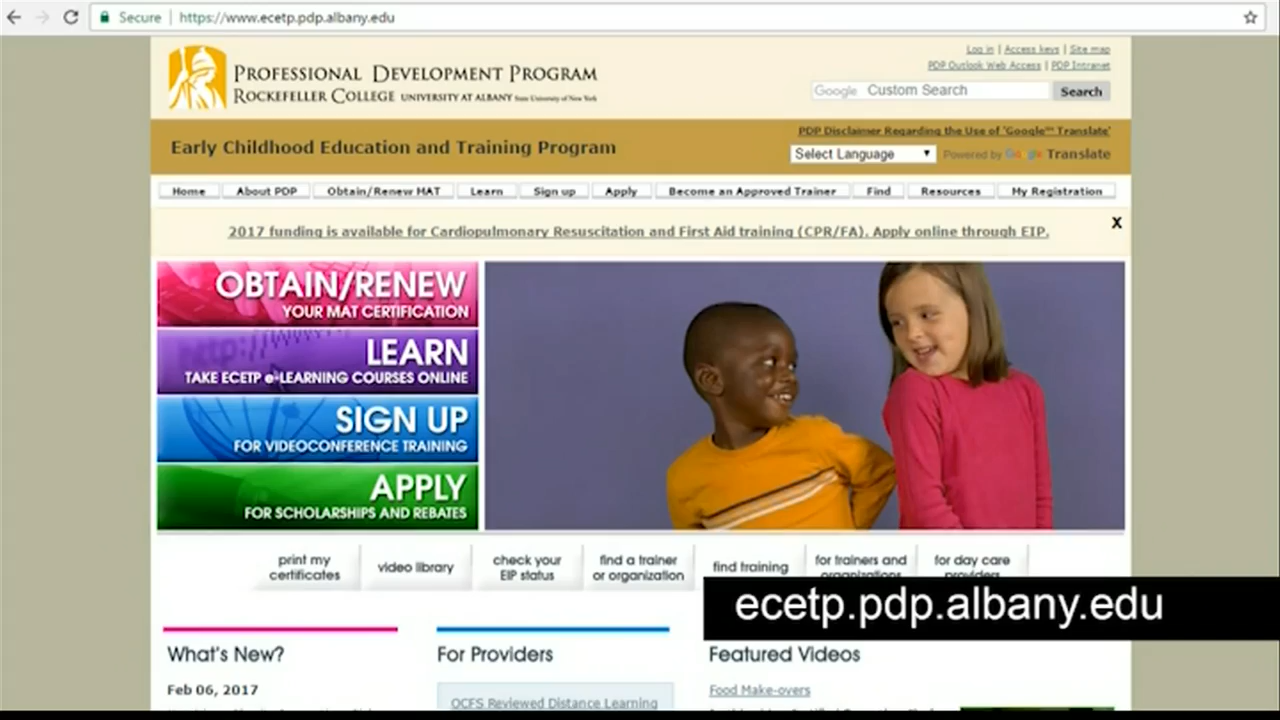 Secure | https://www.ecetp.pdp.albany.edu
Log in | Access keys | Site map
PROFESSIONAL DEVELOPMENT PROGRAM
PDP Outlook Web Access | PDP Intranet
ROCKEFELLER COLLEGE UNIVERSITY AT ALBANY State University of New York
Google Custom Search Search
PDP Disclaimer Regarding the Use of 'Google™ Translate'
Early Childhood Education and Training Program
Select Language Powered by Google Translate
Home About PDP Obtain/Renew MAT Learn Sign up Apply Become an Approved Trainer Find Resources My Registration
2017 funding is available for Cardiopulmonary Resuscitation and First Aid training (CPR/FA). Apply online through EIP.
X
OBTAIN/RENEW
YOUR MAT CERTIFICATION
http://www
LEARN
TAKE ECETP e-LEARNING COURSES ONLINE
SIGN UP
FOR VIDEOCONFERENCE TRAINING
APPLY
FOR SCHOLARSHIPS AND REBATES
print my
certificates
video library
check your
EIP status
find a trainer
or organization
find training
for trainers and
organizations
for day care
providers
ecetp.pdp.albany.edu
What's New?
Feb 06, 2017
For Providers
OCFS Reviewed Distance Learning
Featured Videos
Food Make-overs